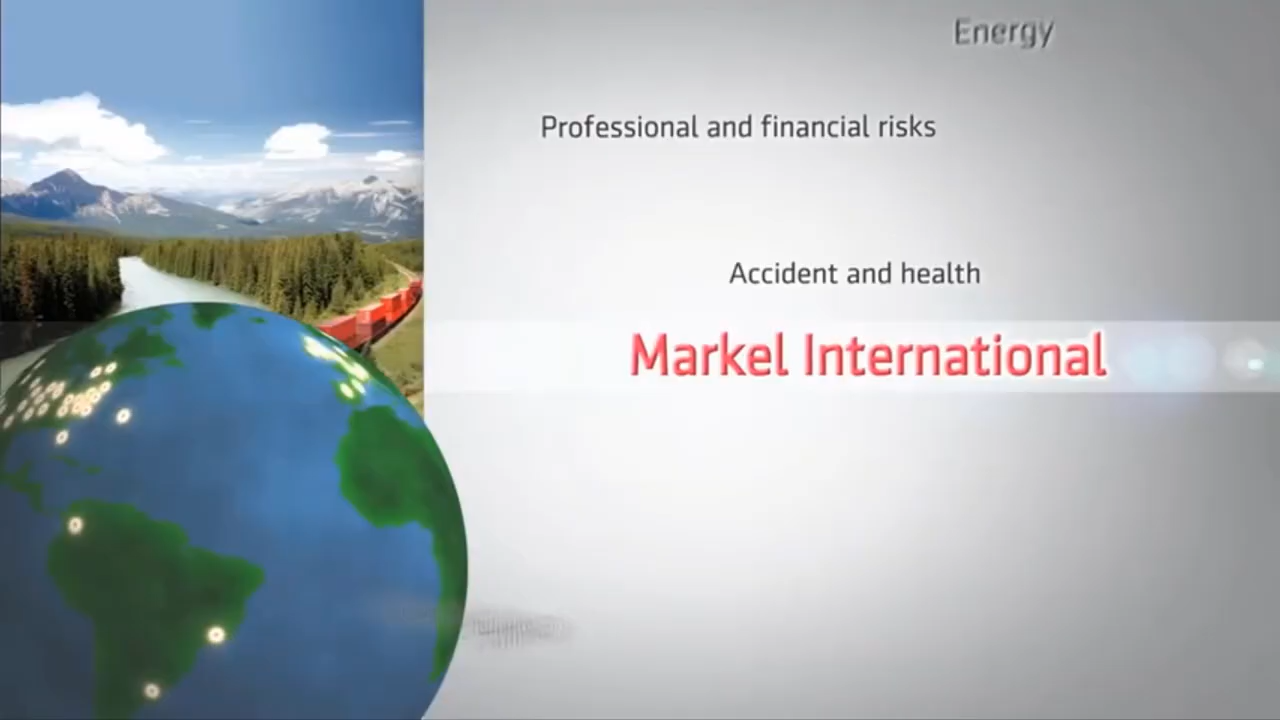 Energy
Professional and financial risks
Accident and health
Markel International